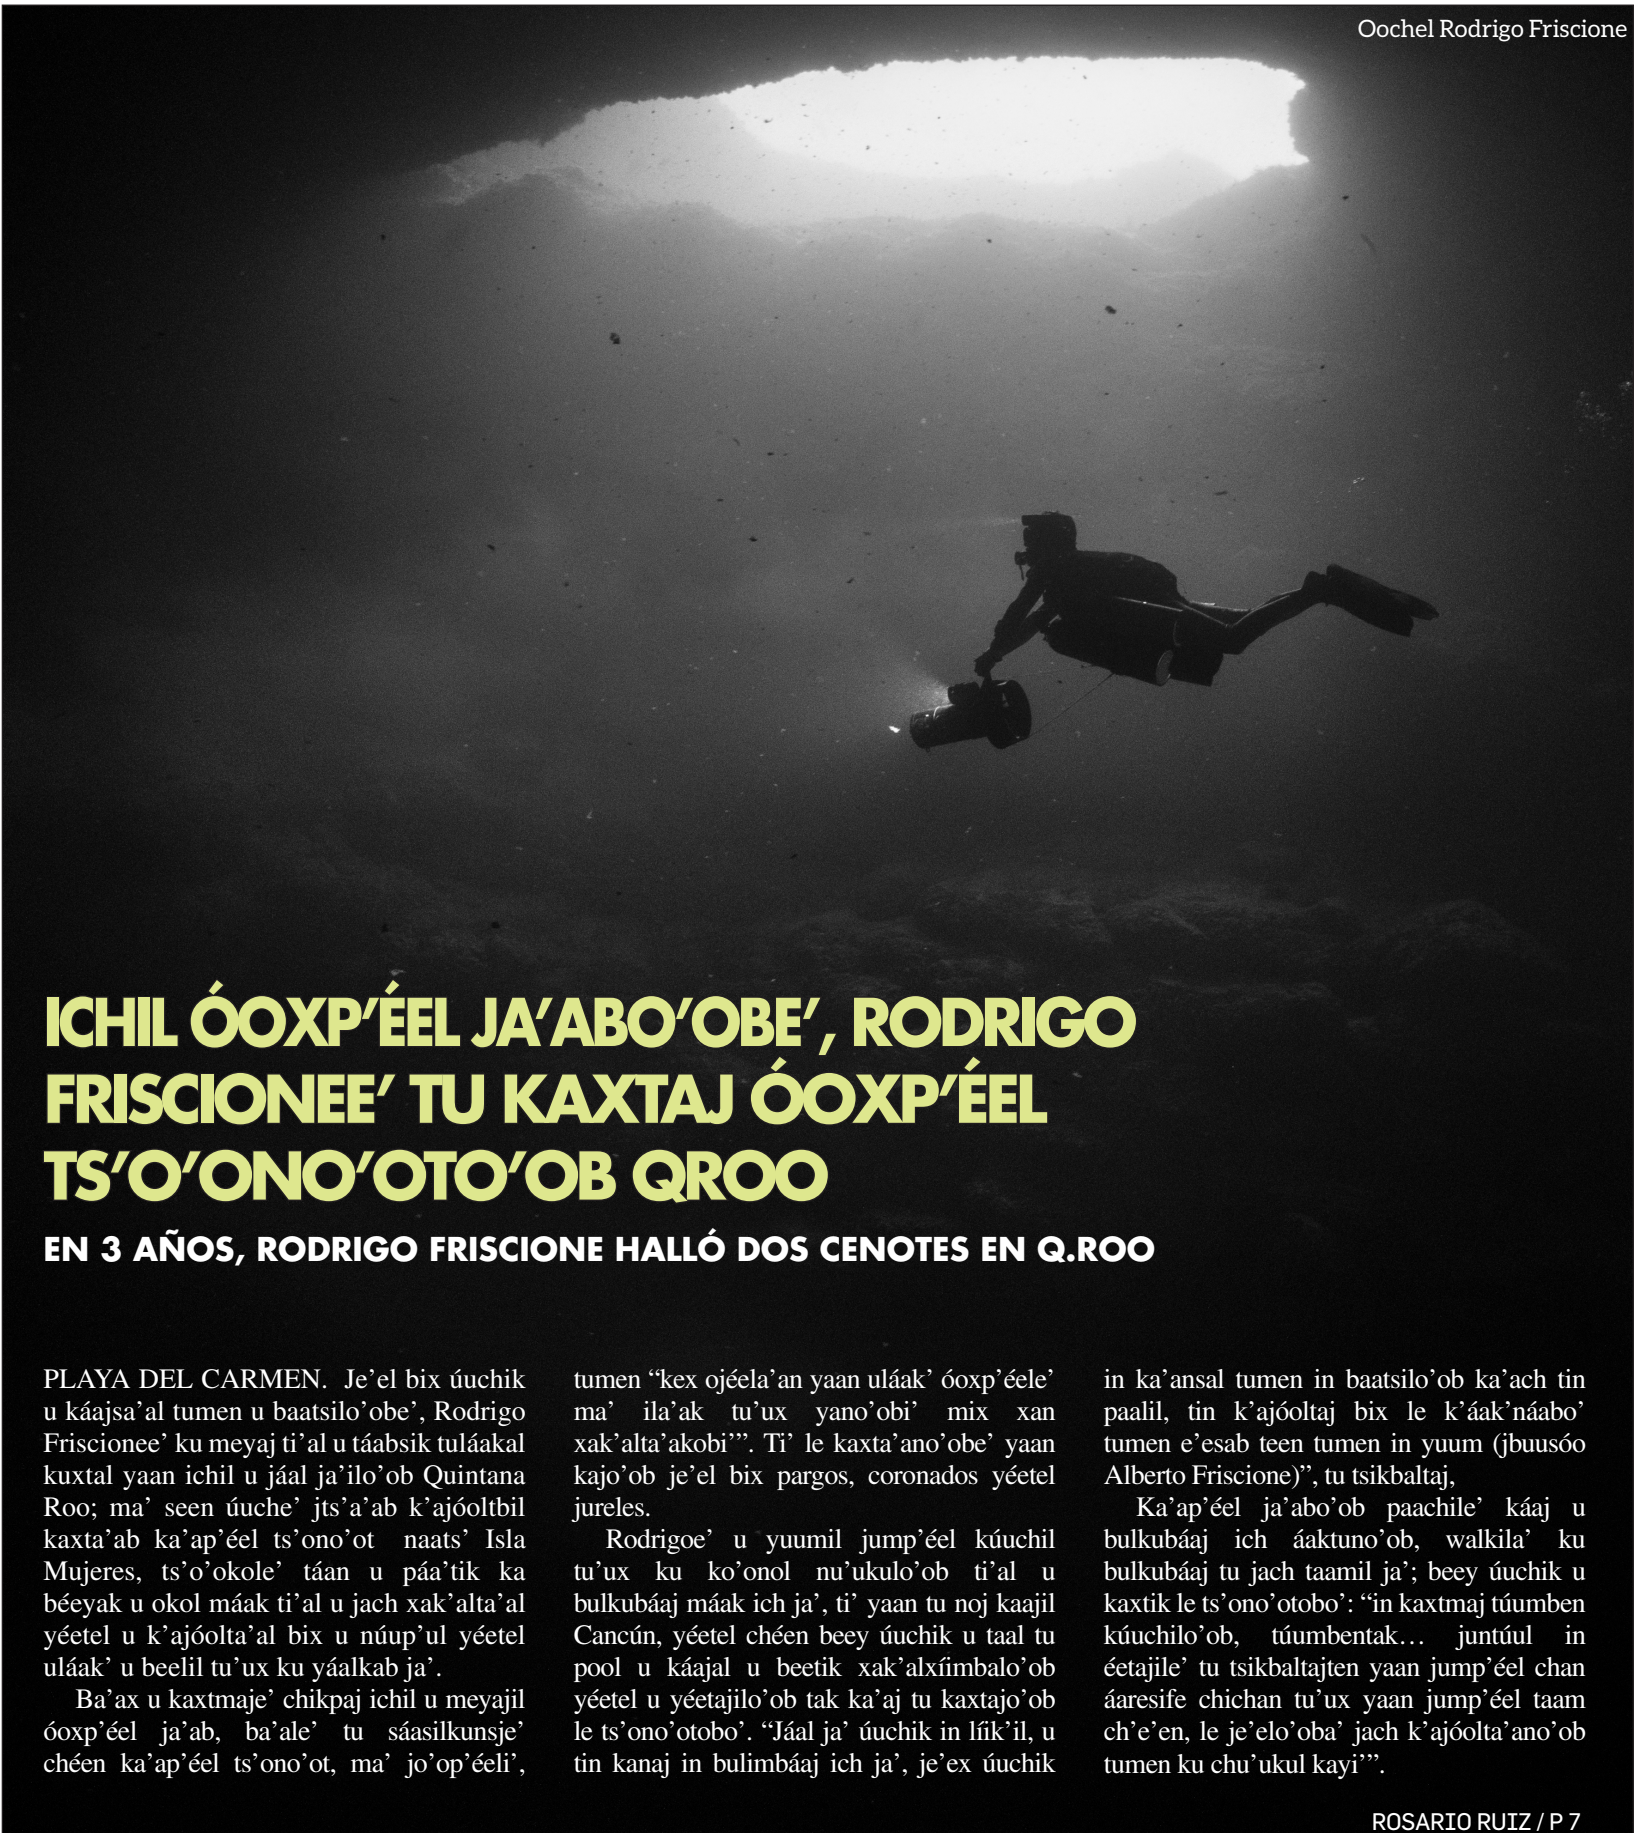 Oochel Rodrigo Friscione
ICHIL ÓOXP’ÉEL JA’ABO’OBE’, RODRIGO
FRISCIONEE’ TU KAXTAJ ÓOXP’ÉEL
TS’O’ONO’OTO’OB QROO
EN 3 AÑOS, RODRIGO FRISCIONE HALLÓ DOS CENOTES EN Q.ROO
PLAYA DEL CARMEN. Je’el bix úuchik
u káajsa’al tumen u baatsilo’obe’, Rodrigo
Friscionee’ ku meyaj ti’al u táabsik tuláakal
kuxtal yaan ichil u jáal ja’ilo’ob Quintana
Roo; ma’ seen úuche’ jts’a’ab k’ajóoltbil
kaxta’ab ka’ap’éel ts’ono’ot naats’ Isla
Mujeres, ts’o’okole’ táan u páa’tik ka
béeyak u okol máak ti’al u jach xak’alta’al
yéetel u k’ajóolta’al bix u núup’ul yéetel
uláak’ u beelil tu’ux ku yáalkab ja’.
Ba’ax u kaxtmaje’ chikpaj ichil u meyajil
óoxp’éel ja’ab, ba’ale’ tu sáasilkunsje’
chéen ka’ap’éel ts’ono’ot, ma’ jo’op’éeli’,
tumen “kex ojéela’an yaan uláak’ óoxp’éele’
ma’ ila’ak tu’ux yano’obi’ mix xan
xak’alta’akobi’”. Ti’ le kaxta’ano’obe’ yaan
kajo’ob je’el bix pargos, coronados yéetel
jureles.
Rodrigoe’ u yuumil jump’éel kúuchil
tu’ux ku ko’onol nu’ukulo’ob ti’al u
bulkubáaj máak ich ja’, ti’ yaan tu noj kaajil
Cancún, yéetel chéen beey úuchik u taal tu
pool u káajal u beetik xak’alxíimbalo’ob
yéetel u yéetajilo’ob tak ka’aj tu kaxtajo’ob
le ts’ono’otobo’. “Jáal ja’ úuchik in líik’il, u
tin kanaj in bulimbáaj ich ja’, je’ex úuchik
in ka’ansal tumen in baatsilo’ob ka’ach tin
paalil, tin k’ajóoltaj bix le k’áak’náabo’
tumen e’esab teen tumen in yuum (jbuusóo
Alberto Friscione)”, tu tsikbaltaj,
Ka’ap’éel ja’abo’ob paachile’ káaj u
bulkubáaj ich áaktuno’ob, walkila’ ku
bulkubáaj tu jach taamil ja’; beey úuchik u
kaxtik le ts’ono’otobo’: “in kaxtmaj túumben
kúuchilo’ob, túumbentak… juntúul in
éetajile’ tu tsikbaltajten yaan jump’éel chan
áaresife chichan tu’ux yaan jump’éel taam
ch’e’en, le je’elo’oba’ jach k’ajóolta’ano’ob
tumen ku chu’ukul kayi’”.
ROSARIO RUIZ / P 7